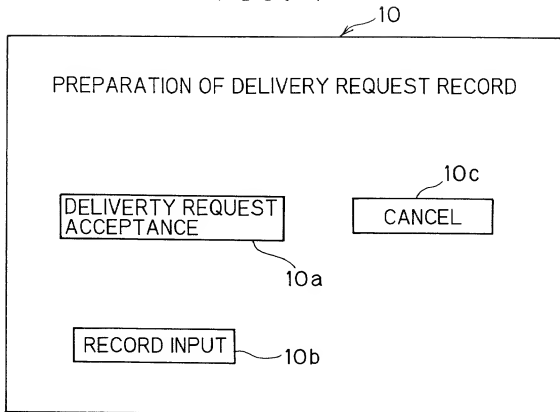 10
PREPARATION OF DELIVERY REQUEST RECORD
10c
DELIVERTY REQUEST
ACCEPTANCE
CANCEL
10a
RECORD INPUT
10b